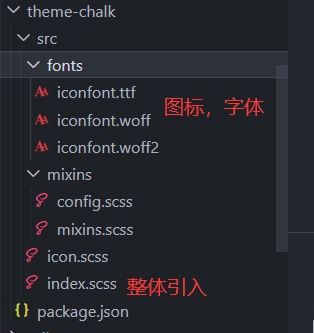 theme-chalk
src
fonts
iconfont.ttf
iconfont.woff
图标，字体
iconfont.woff2
mixins
config.scss
mixins.scss
icon.scss
index.scss 整体引入
{} package.json